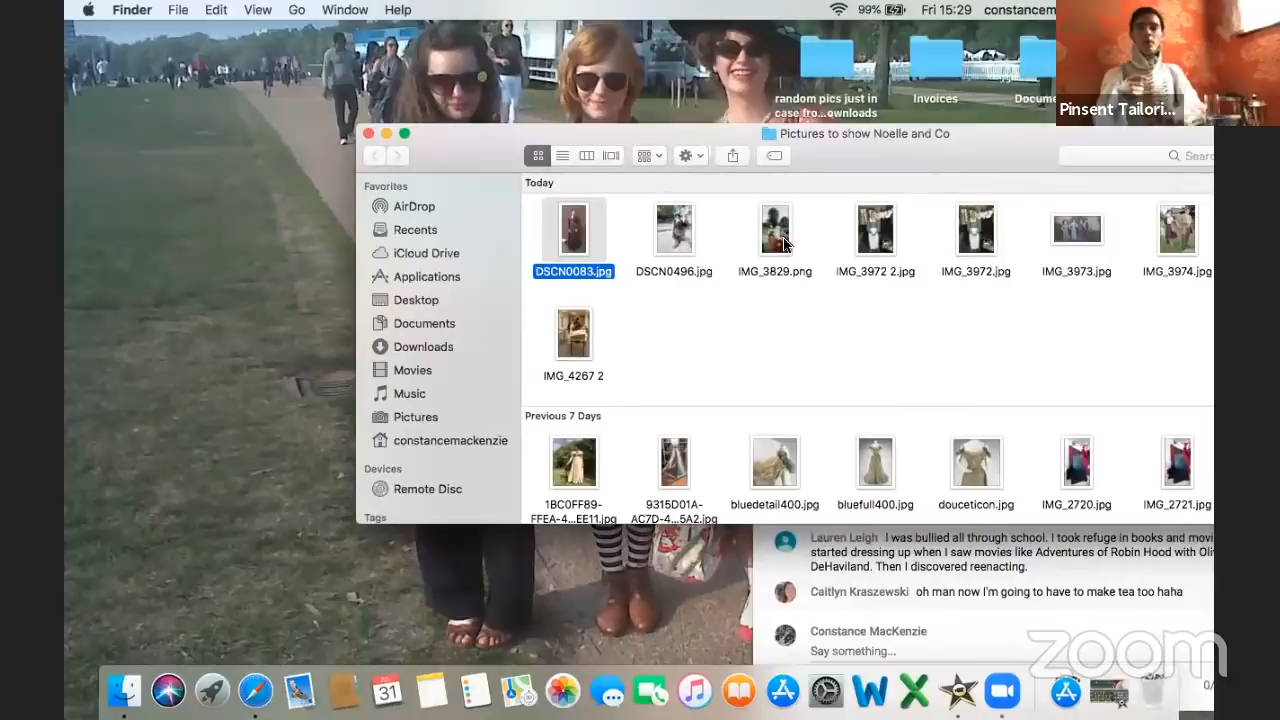 Finder File Edit View Go Window Help 99% Fri 15:29 constancem
random pics just in
case fro...ownloads
Invoices
Docume
Pinsent Tailori...
Pictures to show Noelle and Co
Searc
Favorites
AirDrop
Recents
iCloud Drive
Applications
Desktop
Documents
Downloads
Movies
Music
Pictures
constancemackenzie
Devices
Remote Disc
Tags
Today
DSCN0083.jpg DSCN0496.jpg IMG_3829.png IMG_3972 2.jpg IMG_3972.jpg IMG_3973.jpg IMG_3974.jpg
IMG_4267 2
Previous 7 Days
1BC0FF89-
FFEA-4...EE11.jpg
9315D01A-
AC7D-4...5A2.jpg
bluedetail400.jpg bluefull400.jpg douceticon.jpg IMG_2720.jpg IMG_2721.jpg
Lauren Leigh I was bullied all through school. I took refuge in books and movi
started dressing up when I saw movies like Adventures of Robin Hood with Oliv
DeHaviland. Then I discovered reenacting.
Caitlyn Kraszewski oh man now I'm going to have to make tea too haha
Constance MacKenzie
Say something...
0/
zoom
JUL
31